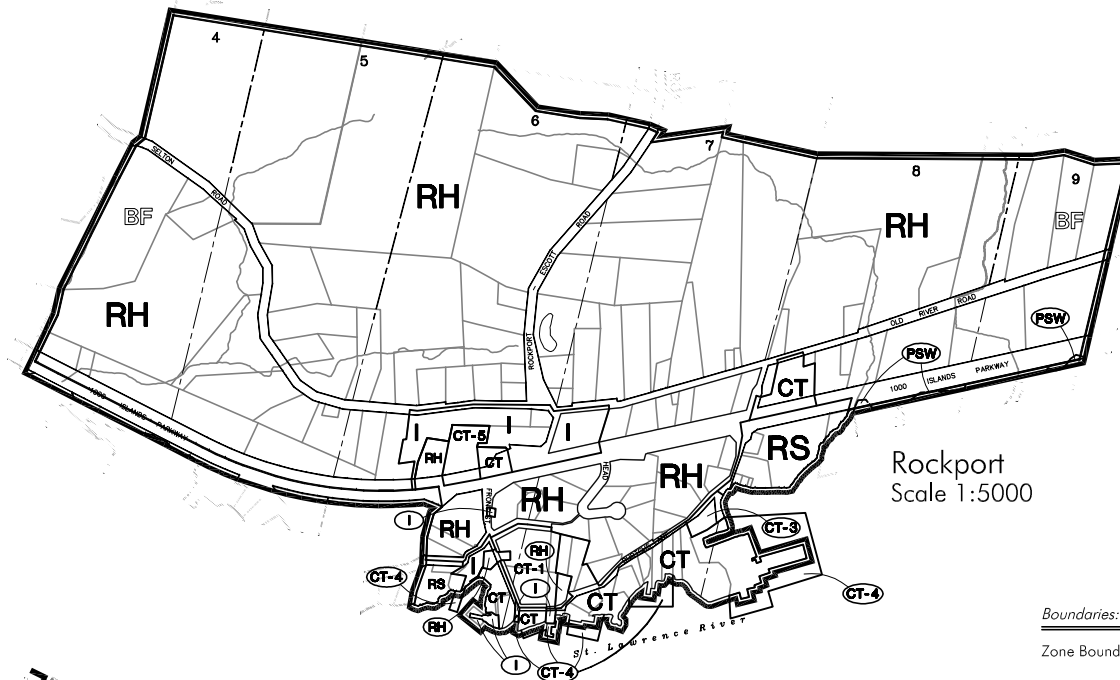 4
5
6
7
8
9
SELTON
ROAD
BF
RH
RH
ROAD
ESCOTT
ROCKPORT
RH
BF
OLD RIVER ROAD
PSW
PSW
1000 ISLANDS PARKWAY
1000 ISLANDS PARKWAY
CT
I
CT-5
I
I
RH
CT
RS
HEAD
RH
RH
FRONT ST
Rockport
Scale 1:5000
I
RH
RH
CT-3
CT-4
RS
I
CT-1
CT
I
CT
CT
CT
CT-4
RH
St. Lawrence River
I
CT-4
Boundaries:
Zone Bound